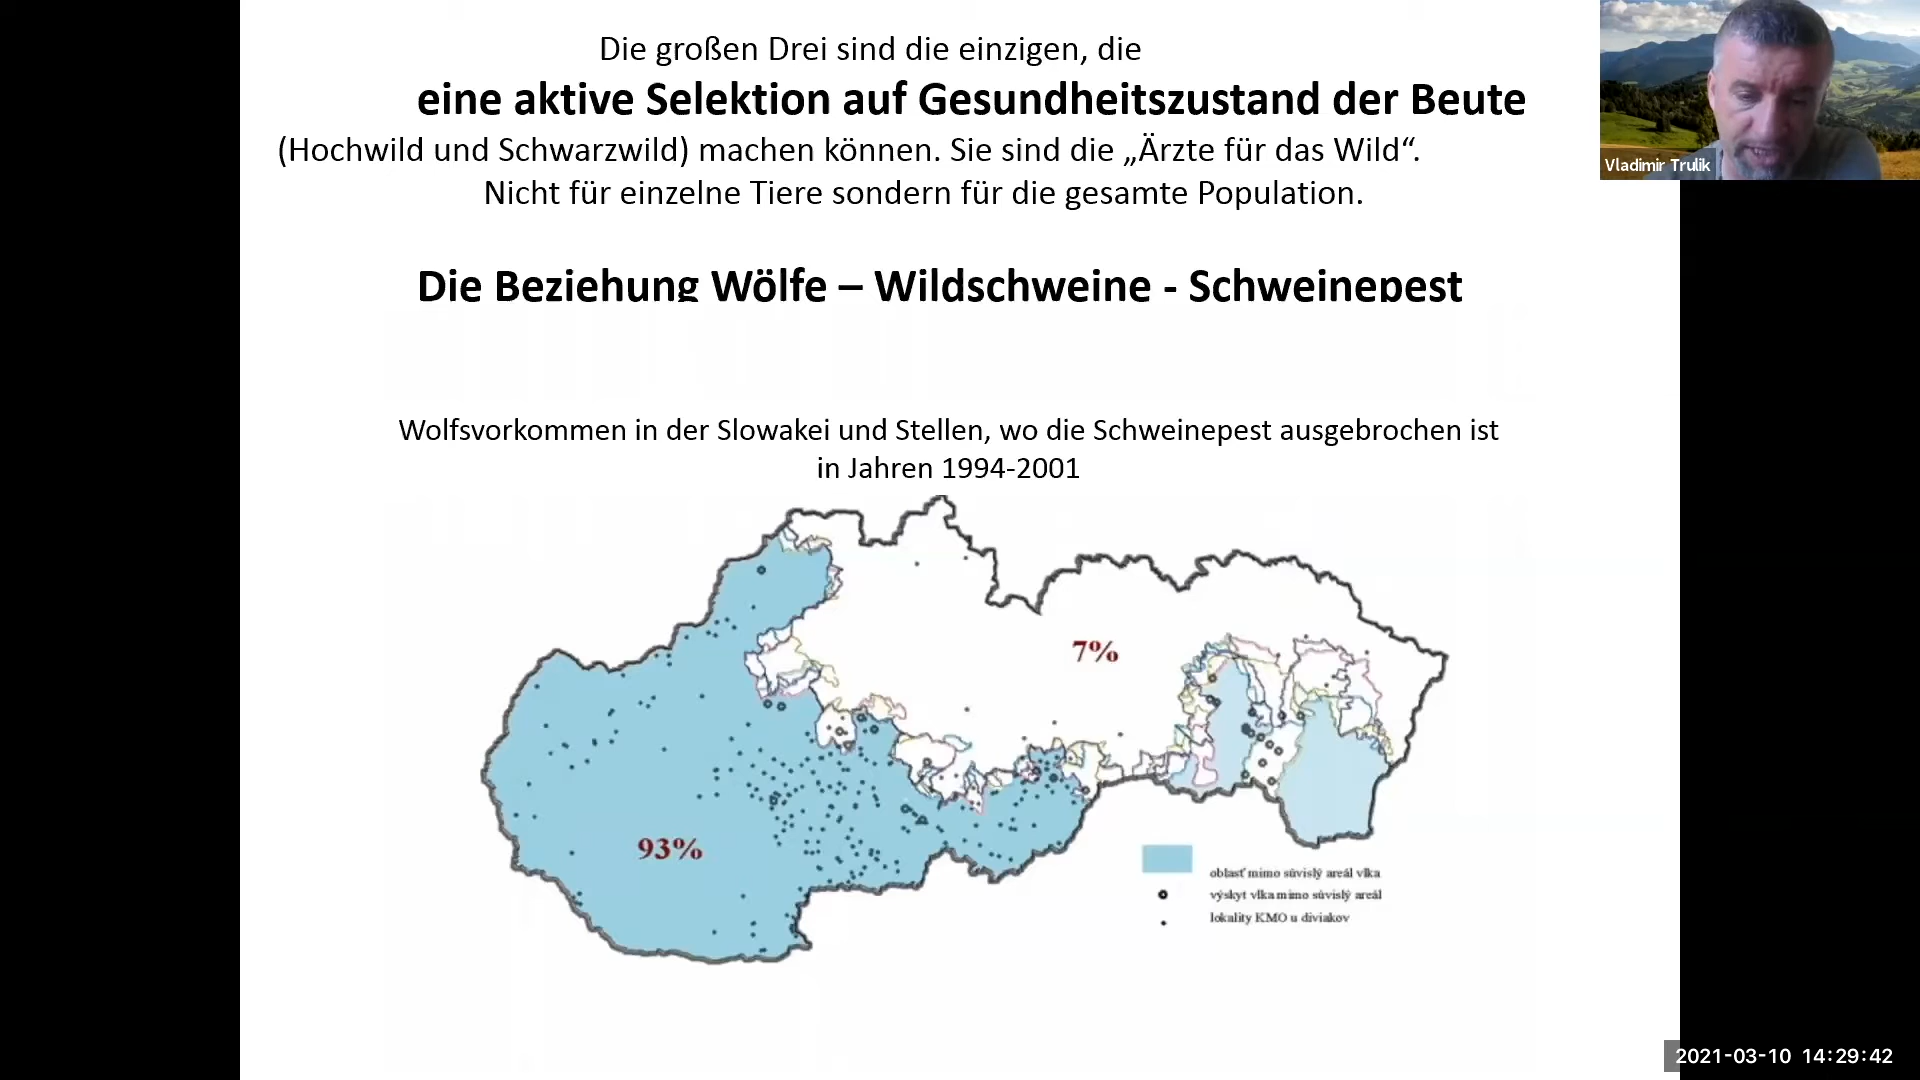 Die großen Drei sind die einzigen, die
eine aktive Selektion auf Gesundheitszustand der Beute
(Hochwild und Schwarzwild) machen können. Sie sind die „Ärzte für das Wild“.
Nicht für einzelne Tiere sondern für die gesamte Population.
Vladimir Trulik
Die Beziehung Wölfe – Wildschweine - Schweinepest
Wolfsvorkommen in der Slowakei und Stellen, wo die Schweinepest ausgebrochen ist
in Jahren 1994-2001
7%
93%
oblasť mimo súvislý areál vlka
výskyt vlka mimo súvislý areál
lokality KMO u diviakov
2021-03-10 14:29:42